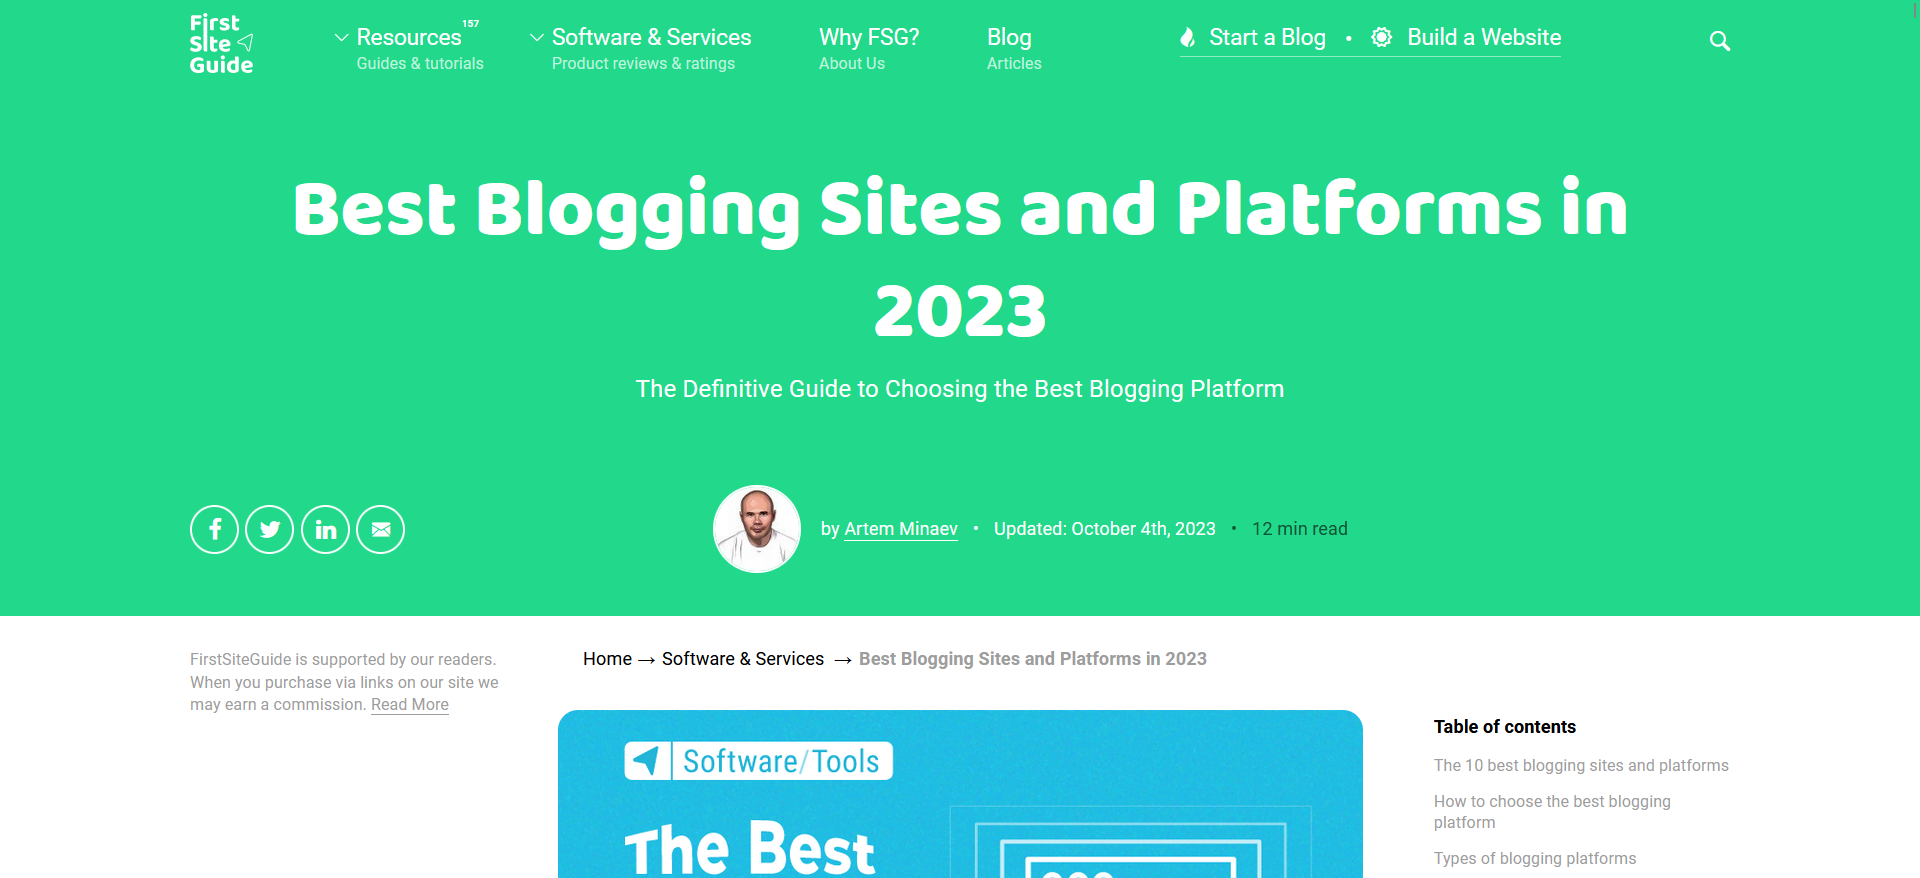 First
Site
Guide
Resources 157
Guides & tutorials
Software & Services
Product reviews & ratings
Why FSG?
About Us
Blog
Articles
Start a Blog • Build a Website
Best Blogging Sites and Platforms in
2023
The Definitive Guide to Choosing the Best Blogging Platform
by Artem Minaev • Updated: October 4th, 2023 • 12 min read
FirstSiteGuide is supported by our readers.
When you purchase via links on our site we
may earn a commission. Read More
Home → Software & Services → Best Blogging Sites and Platforms in 2023
Software/Tools
The Best
Table of contents
The 10 best blogging sites and platforms
How to choose the best blogging
platform
Types of blogging platforms